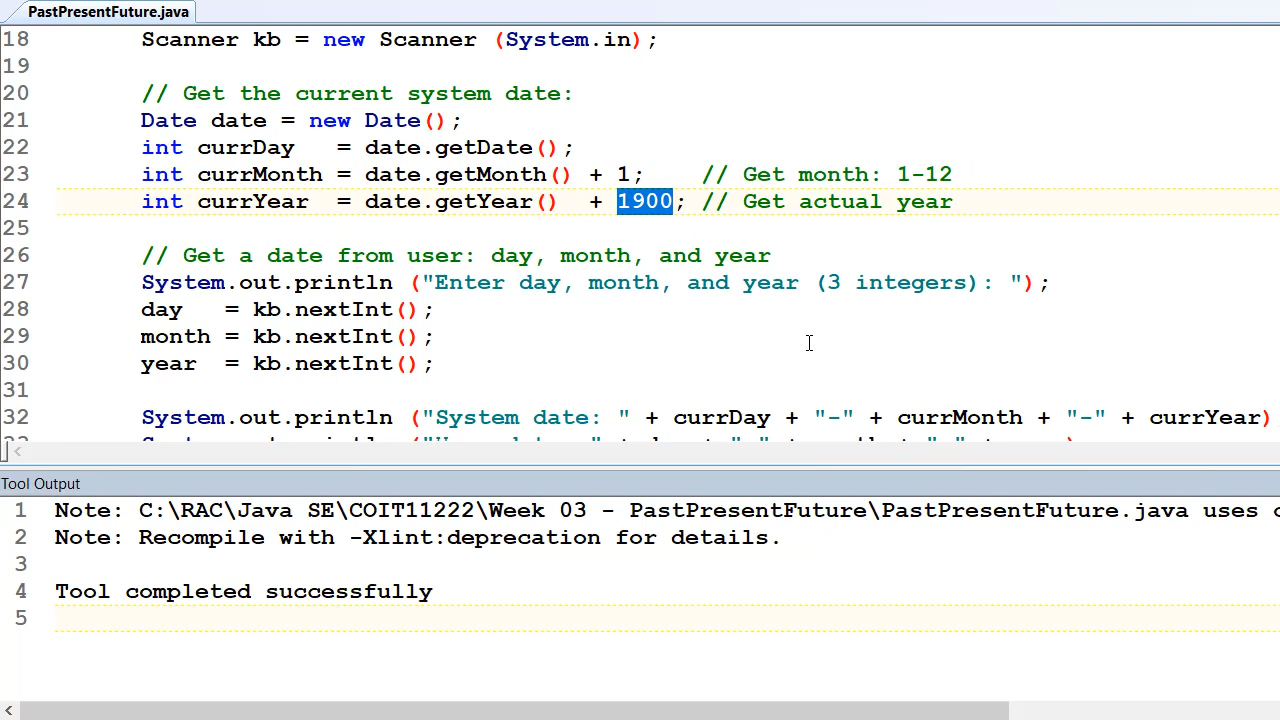 PastPresentFuture.java
18 Scanner kb = new Scanner (System.in);
19
20 // Get the current system date:
21 Date date = new Date();
22 int currDay   = date.getDate();
23 int currMonth = date.getMonth() + 1;    // Get month: 1-12
24 int currYear  = date.getYear()  + 1900; // Get actual year
25
26 // Get a date from user: day, month, and year
27 System.out.println ("Enter day, month, and year (3 integers): ");
28 day   = kb.nextInt();
29 month = kb.nextInt();
30 year  = kb.nextInt();
31
32 System.out.println ("System date: " + currDay + "-" + currMonth + "-" + currYear)
Tool Output
1 Note: C:\RAC\Java SE\COIT11222\Week 03 - PastPresentFuture\PastPresentFuture.java uses
2 Note: Recompile with -Xlint:deprecation for details.
3
4 Tool completed successfully
5